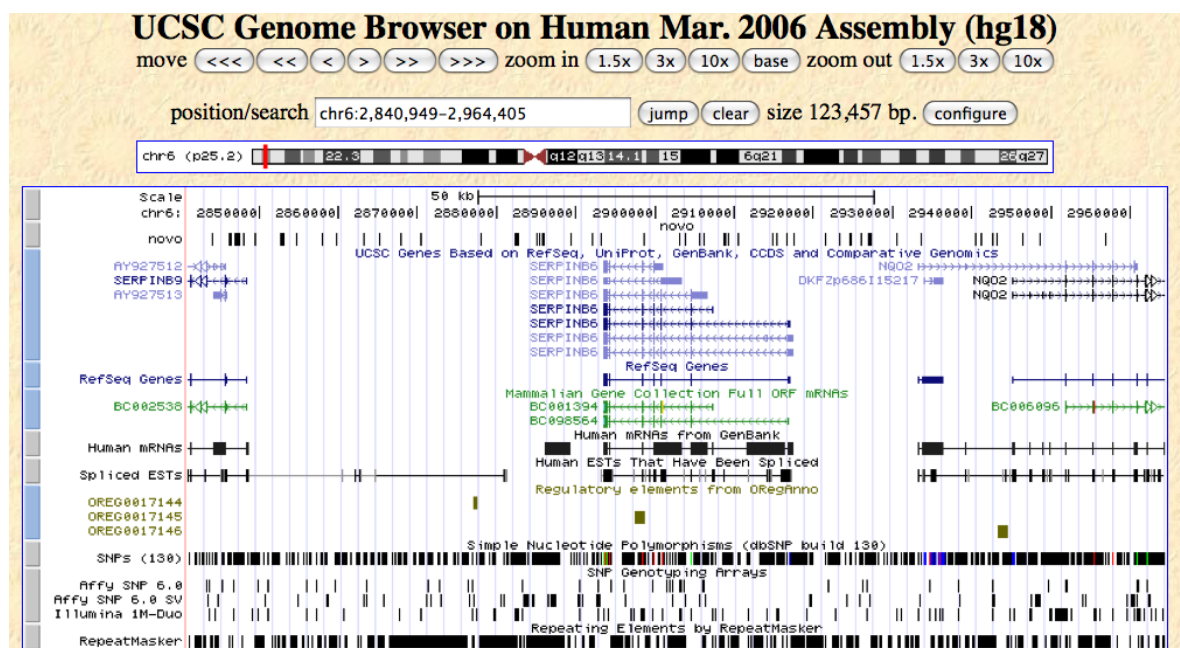 UCSC Genome Browser on Human Mar. 2006 Assembly (hg18)
move <<< << < > >> >>> zoom in 1.5x 3x 10x base zoom out 1.5x 3x 10x
position/search chr6:2,840,949-2,964,405 jump clear size 123,457 bp. configure
chr6 (p25.2) 22.3 q12 q13 14.1 15 6q21 26 q27
Scale 50 kb
chr6: 2850000 2860000 2870000 2880000 2890000 2900000 2910000 2920000 2930000 2940000 2950000 2960000
novo
novo
UCSC Genes Based on RefSeq, UniProt, GenBank, CCDS and Comparative Genomics
AY927512 SERPINB6 NQO2
SERPINB9 SERPINB6 DKFZp686I15217 NQO2
AY927513 SERPINB6 NQO2
SERPINB6
SERPINB6
SERPINB6
SERPINB6
RefSeq Genes
RefSeq Genes
Mammalian Gene Collection Full ORF mRNAs
BC002538 BC001394 BC006096
BC098564
Human mRNAs from GenBank
Human mRNAs
Human ESTs That Have Been Spliced
Spliced ESTs
Regulatory elements from ORegAnno
OREG0017144
OREG0017145
OREG0017146
Simple Nucleotide Polymorphisms (dbSNP build 130)
SNPs (130)
SNP Genotyping Arrays
Affy SNP 6.0
Affy SNP 6.0 SV
Illumina 1M-Duo
Repeating Elements by RepeatMasker
RepeatMasker